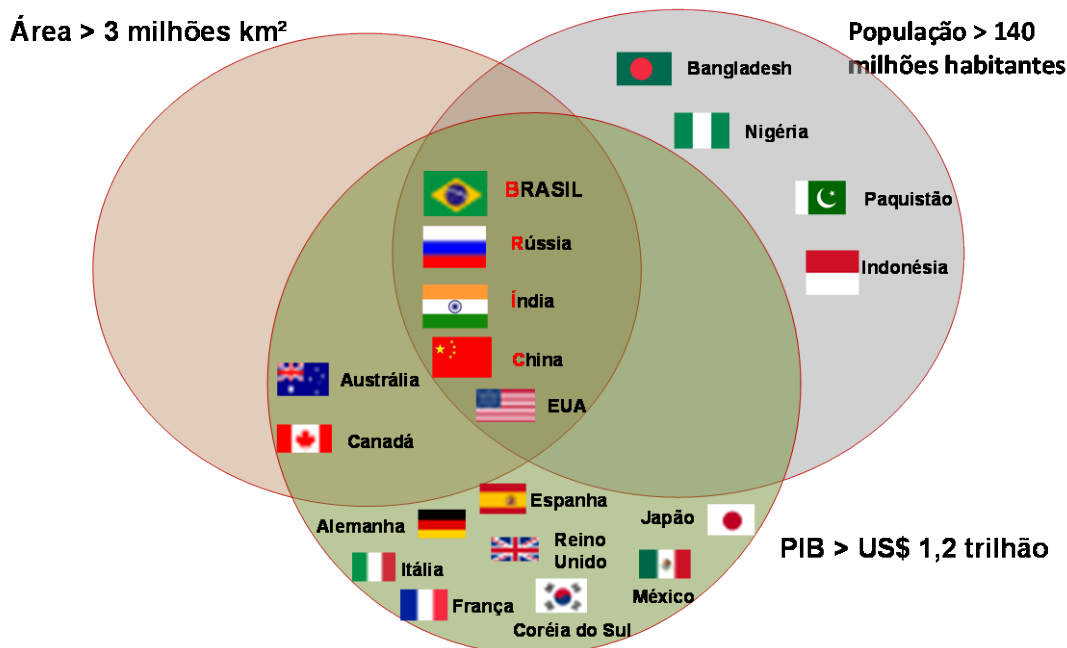 Área > 3 milhões km²
População > 140
milhões habitantes
Bangladesh
Nigéria
Paquistão
Indonésia
BRASIL
Rússia
Índia
China
EUA
Austrália
Canadá
Espanha
Alemanha
Reino
Unido
Japão
Itália
México
França
Coréia do Sul
PIB > US$ 1,2 trilhão